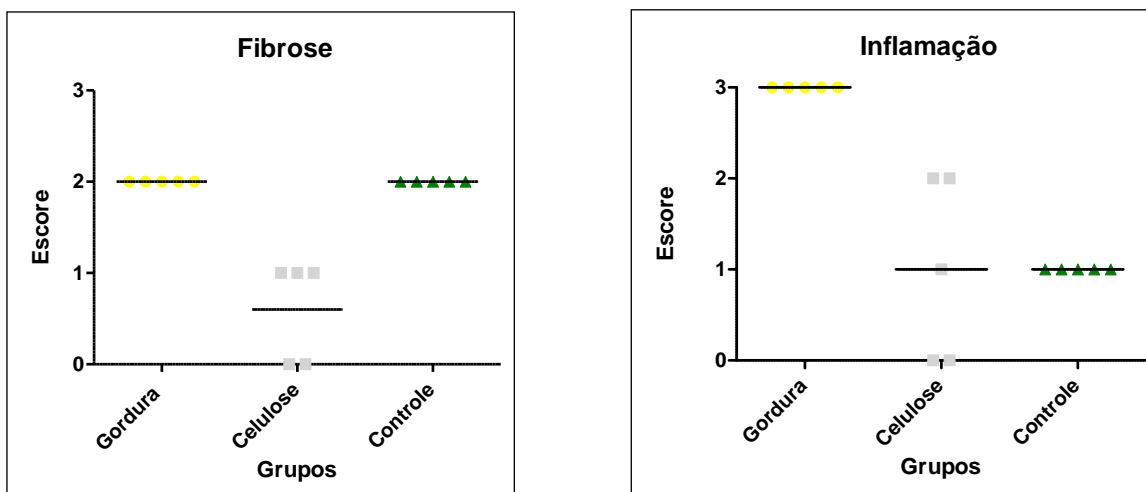 Fibrose
3
2
1
0
Escore
Gordura
Celulose
Controle
Grupos
Inflamação
3
2
1
0
Escore
Gordura
Celulose
Controle
Grupos